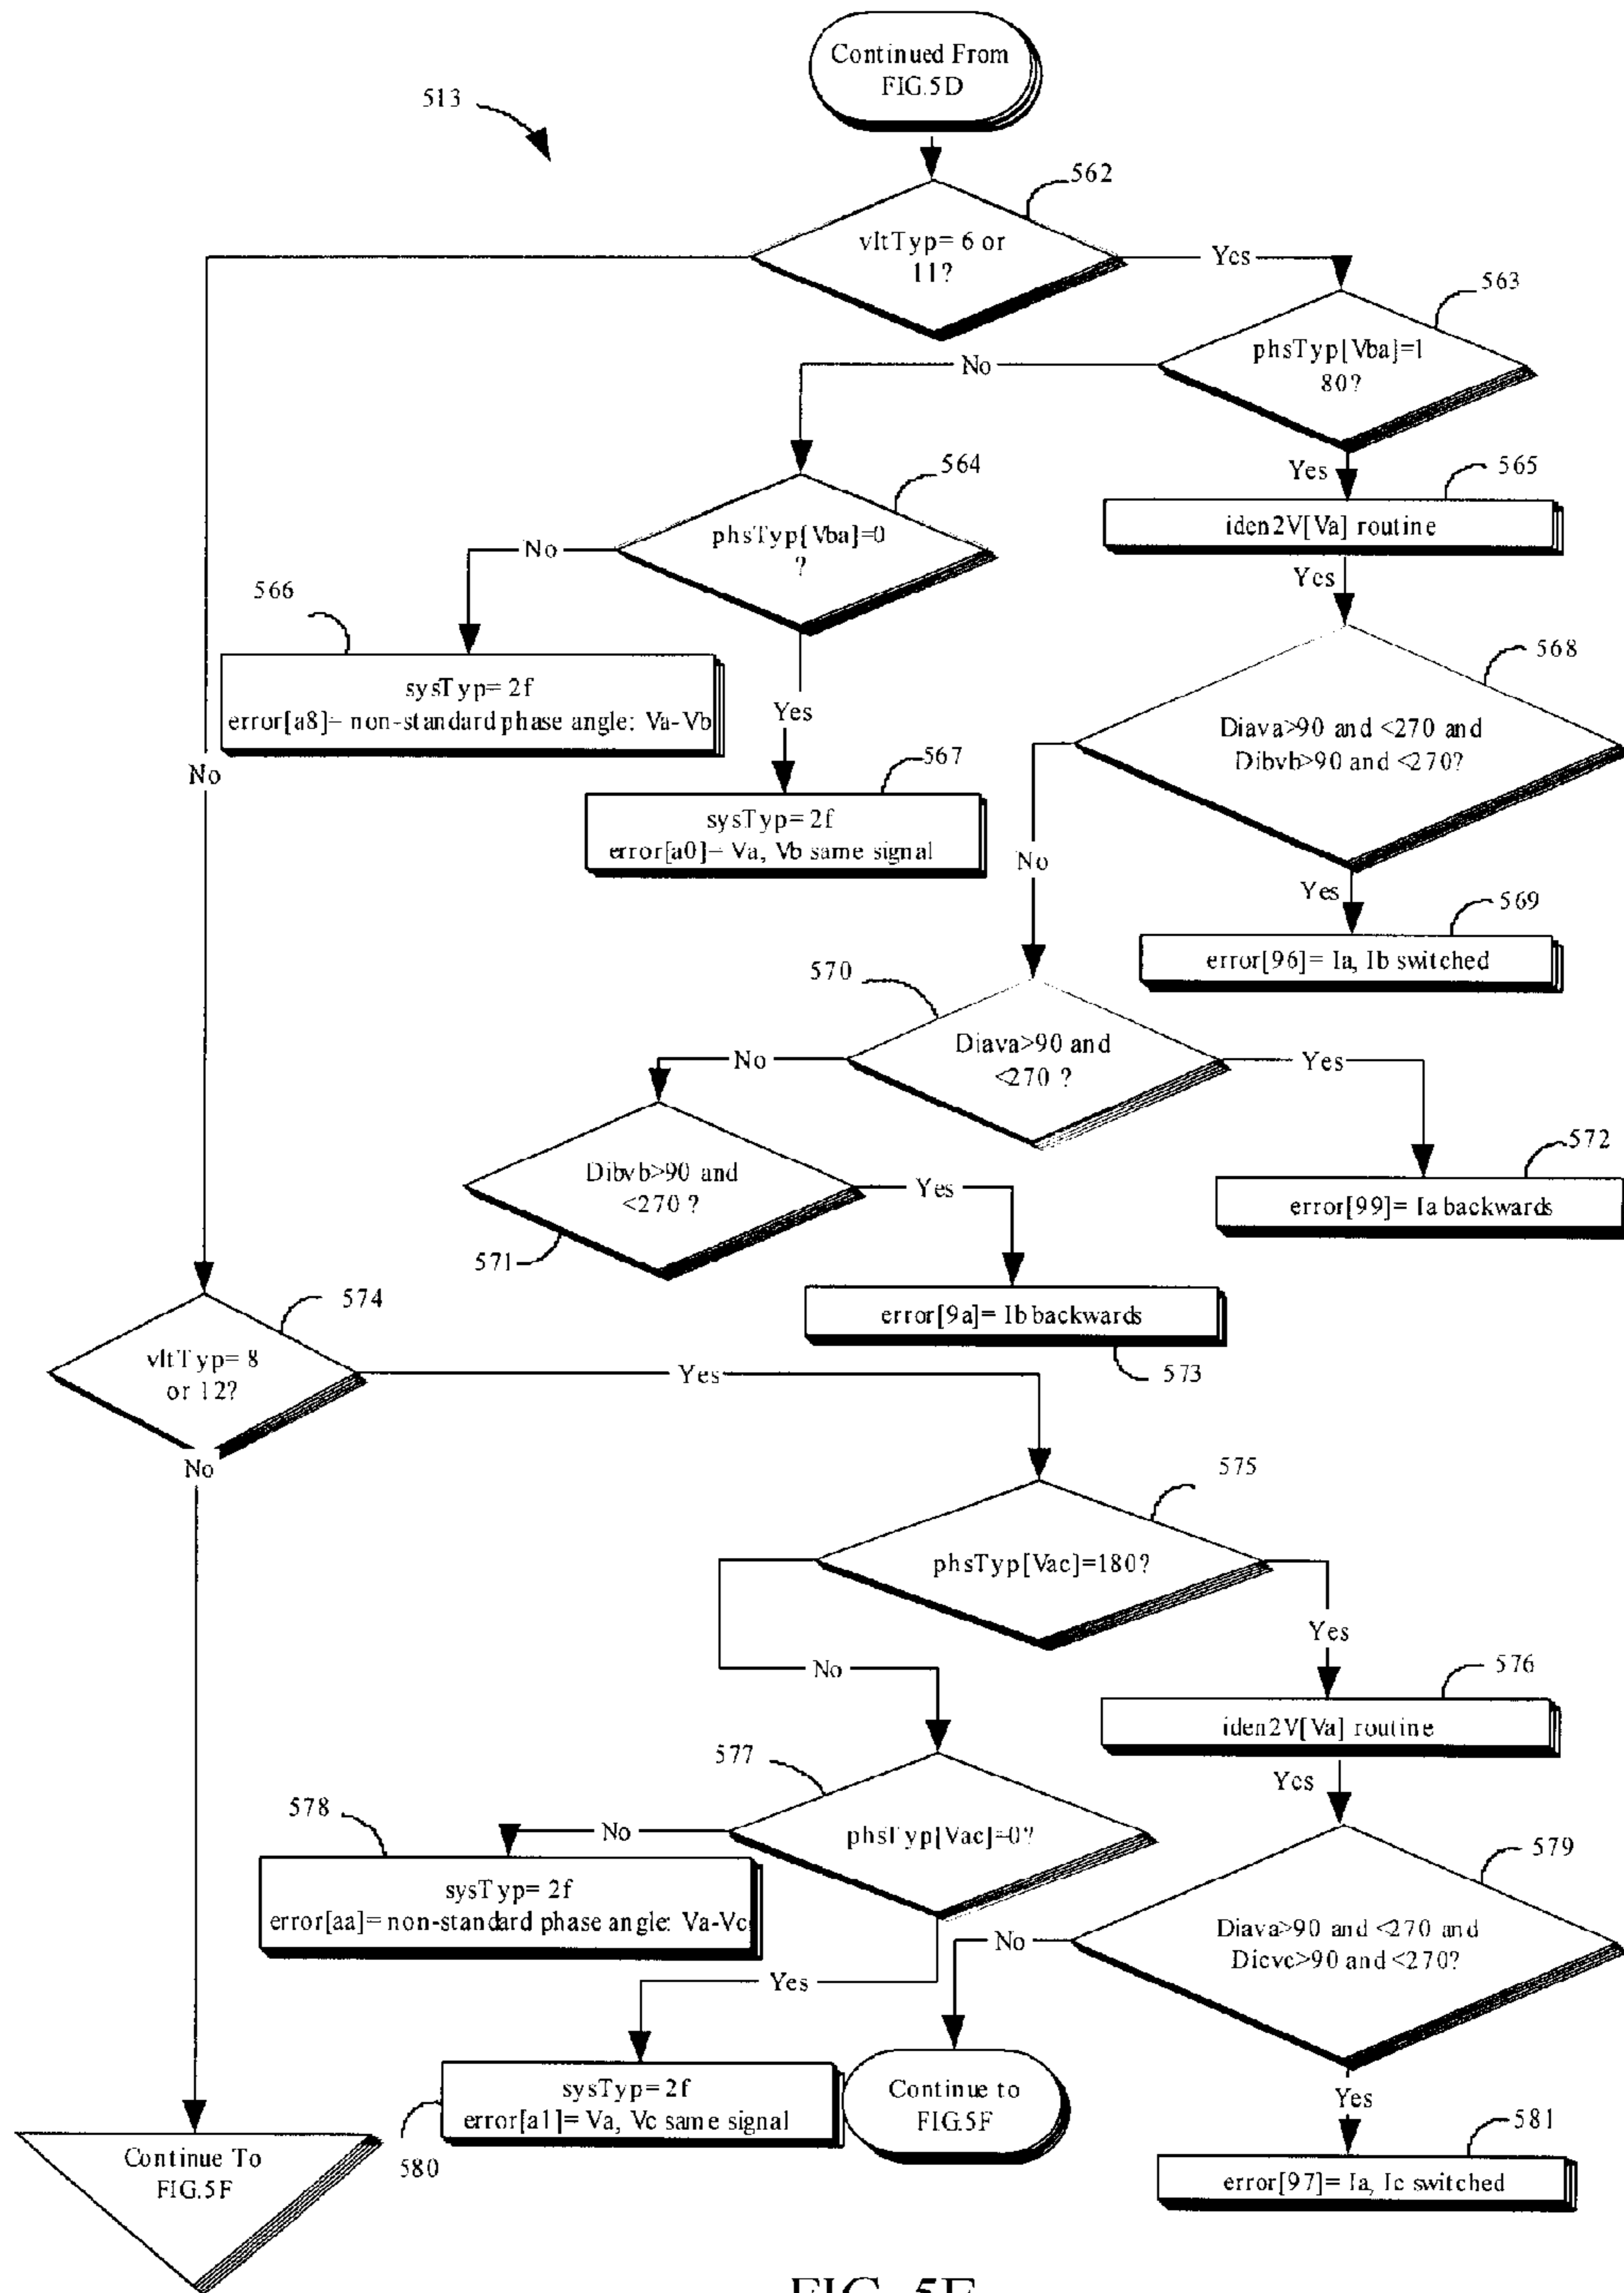 Continued From
FIG.5D
513
562
vltTyp= 6 or
11?
Yes
563
phsTyp[Vba]=1
80?
No
564
phsTyp[Vba]=0
?
No
Yes
565
iden2V[Va] routine
Yes
566
sysTyp= 2f
error[a8]= non-standard phase angle: Va-Vb
Yes
567
sysTyp= 2f
error[a0]= Va, Vb same signal
568
Diava>90 and <270 and
Dibvb>90 and <270?
No
No
Yes
569
error[96]= Ia, Ib switched
570
Diava>90 and
<270 ?
No
Yes
571
Dibvb>90 and
<270 ?
Yes
572
error[99]= Ia backwards
error[9a]= Ib backwards
573
574
vltTyp= 8
or 12?
Yes
No
575
phsTyp[Vac]=180?
No
Yes
576
iden2V[Va] routine
Yes
577
phsTyp[Vac]=0?
No
578
sysTyp= 2f
error[aa]= non-standard phase angle: Va-Vc
Yes
579
Diava>90 and <270 and
Dicvc>90 and <270?
No
Yes
sysTyp= 2f
error[a1]= Va, Vc same signal
580
Continue to
FIG.5F
Continue To
FIG.5F
581
error[97]= Ia, Ic switched
FIG. 5E